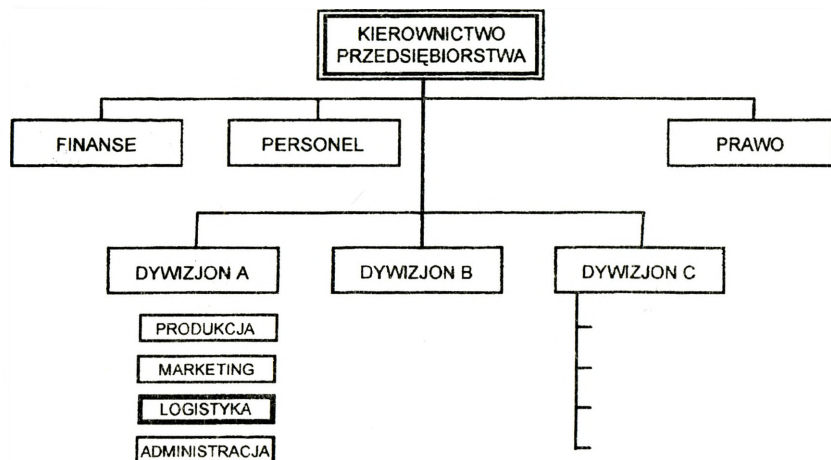 KIEROWNICTWO
PRZEDSIĘBIORSTWA
FINANSE
PERSONEL
PRAWO
DYWIZJON A
DYWIZJON B
DYWIZJON C
PRODUKCJA
MARKETING
LOGISTYKA
ADMINISTRACJA